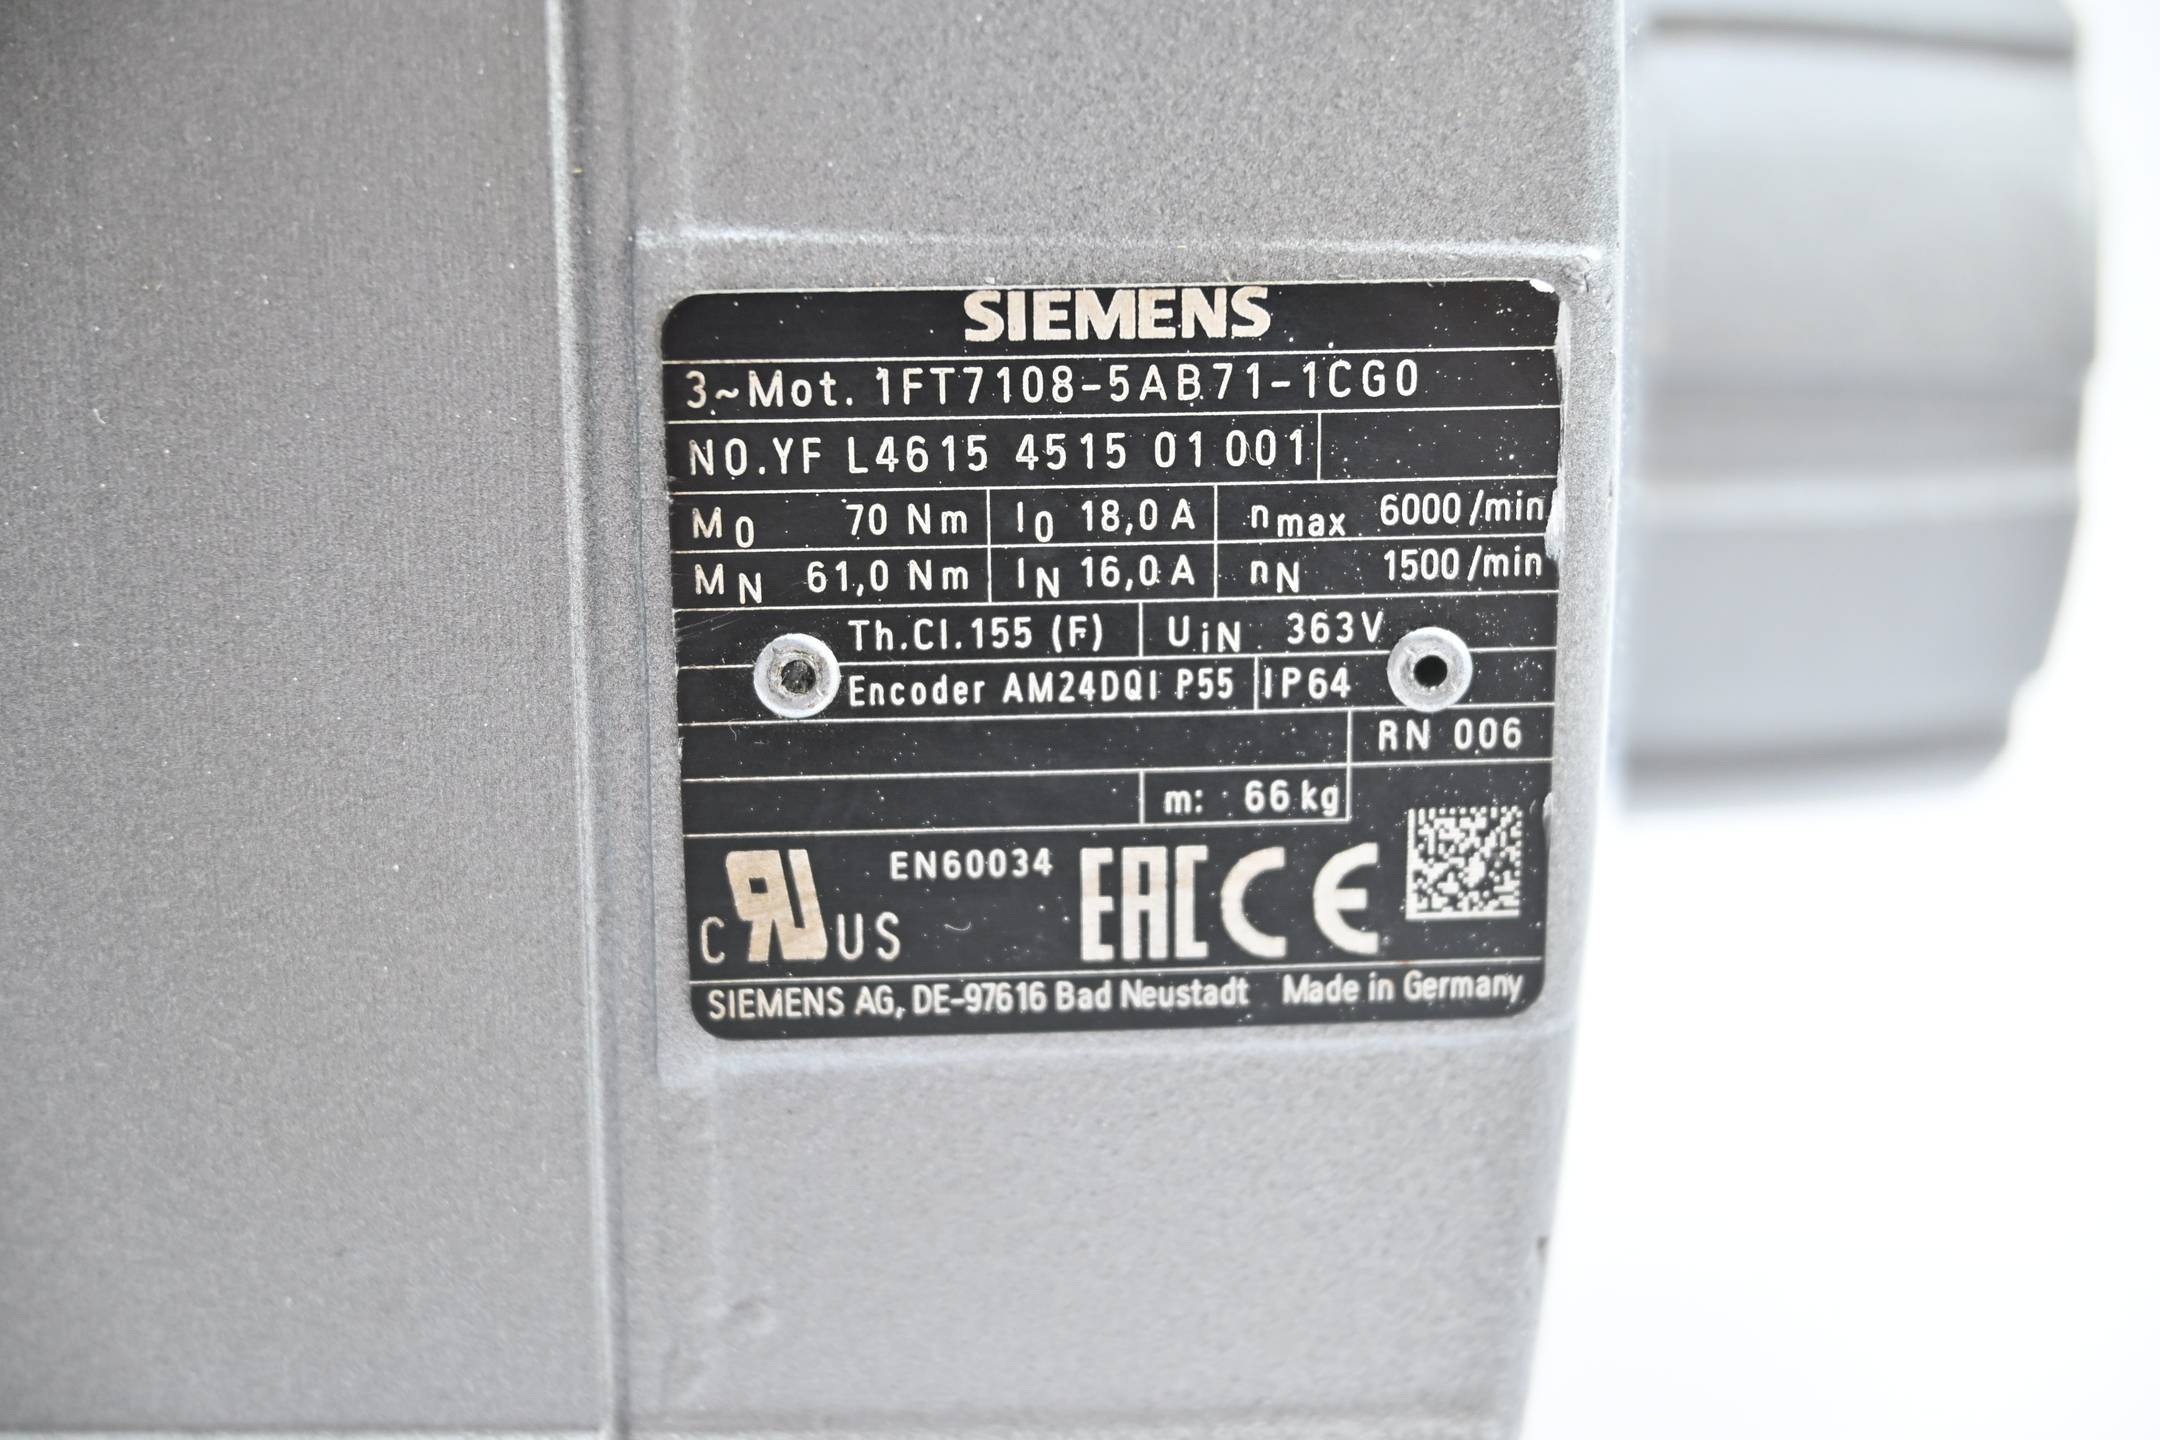 SIEMENS
3~Mot. 1FT7108-5AB71-1CG0
NO.YF L4615 4515 01 001
M0 70 Nm I0 18,0 A nmax 6000/min
MN 61,0 Nm IN 16,0 A nN 1500/min
Th.Cl.155 (F) UiN 363V
Encoder AM24DQI P55 IP64
RN 006
m: 66 kg
EN60034 EAC CE
C RU US
SIEMENS AG, DE-97616 Bad Neustadt Made in Germany